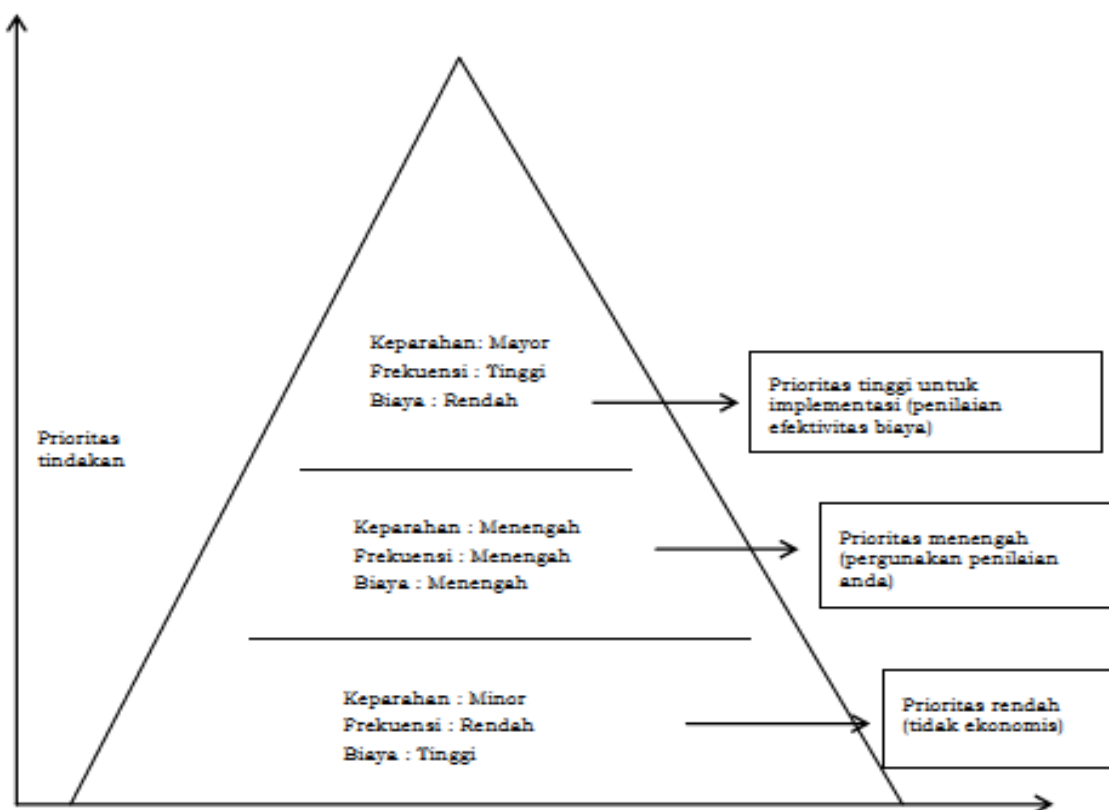 Prioritas
tindakan
Keparahan: Mayor
Frekuensi : Tinggi
Biaya : Rendah
Prioritas tinggi untuk
implementasi (penilaian
efektivitas biaya)
Keparahan : Menengah
Frekuensi : Menengah
Biaya : Menengah
Prioritas menengah
(pergunakan penilaian
anda)
Keparahan : Minor
Frekuensi : Rendah
Biaya : Tinggi
Prioritas rendah
(tidak ekonomis)